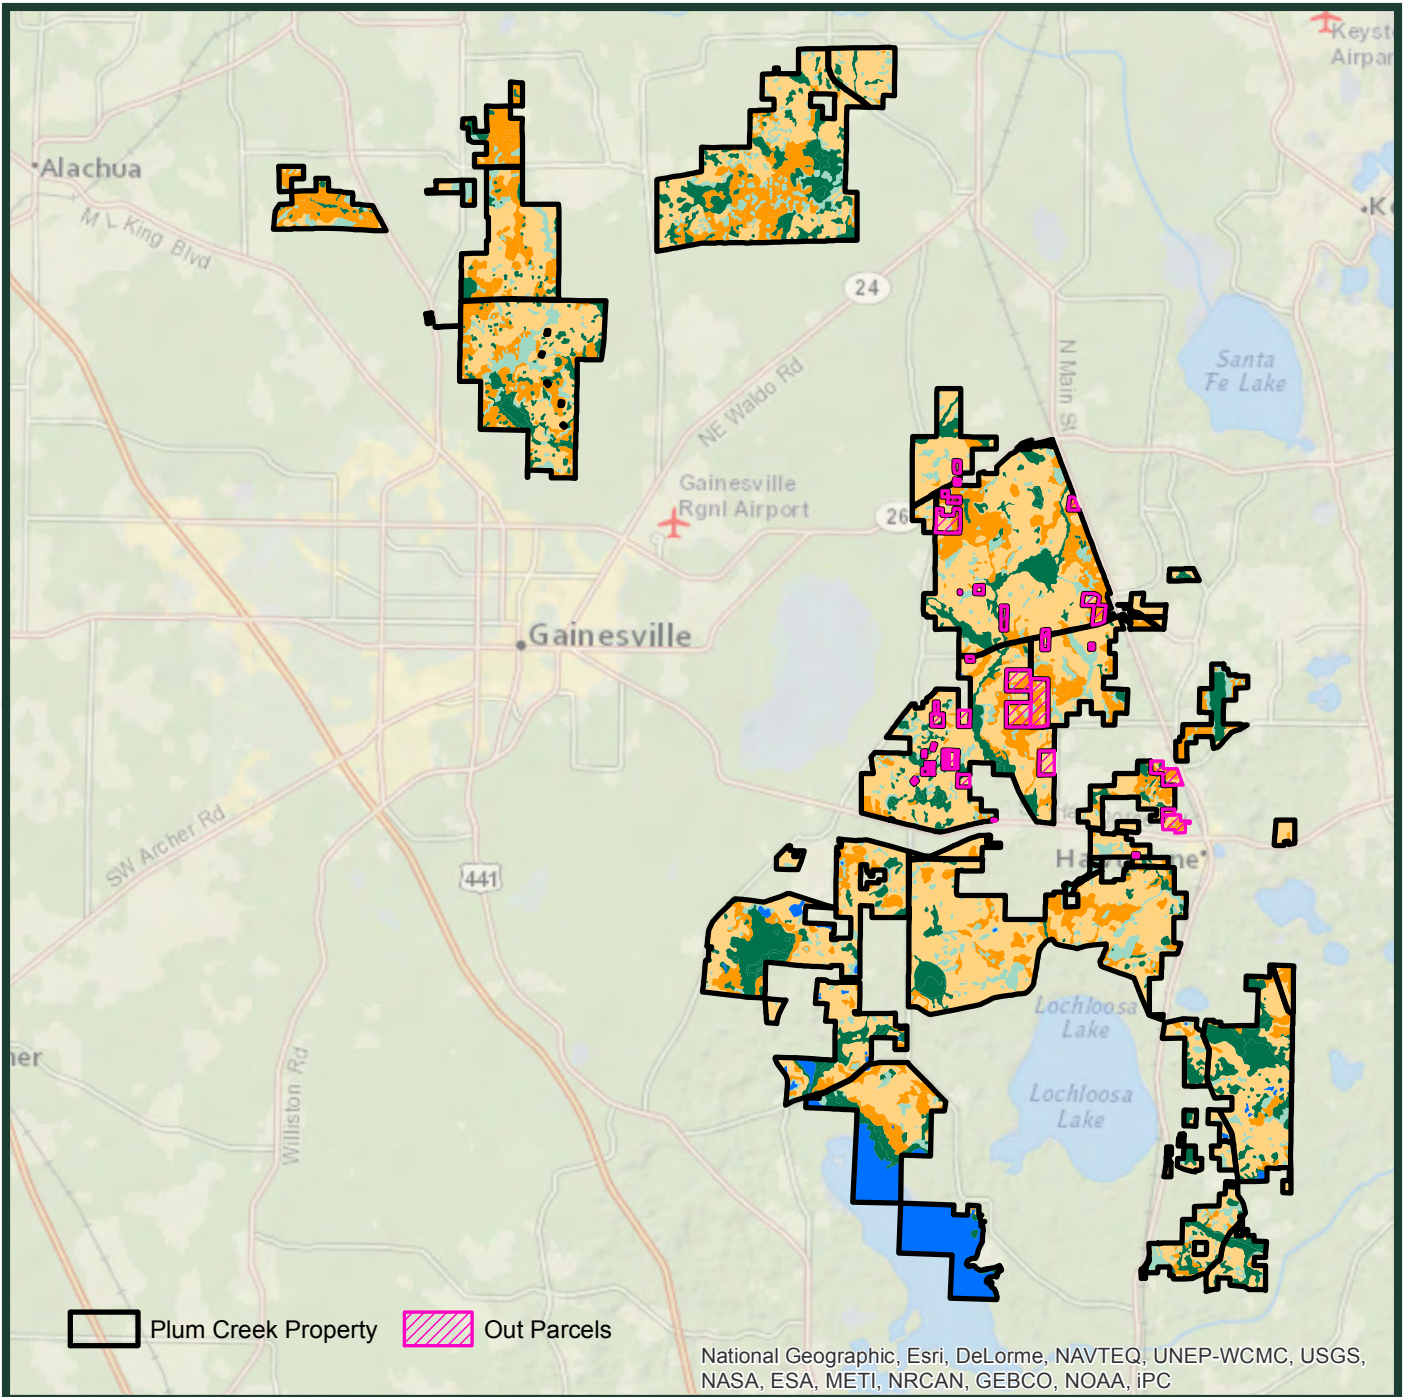 Keyst
Airpar
Alachua
M L King Blvd
24
N Main St
Santa
Fe Lake
NE Waldo Rd
Gainesville
Rgnl Airport
26
Gainesville
SW Archer Rd
441
Lochloosa
Lake
Lochloosa
Lake
ner
Williston Rd
Plum Creek Property
Out Parcels
National Geographic, Esri, DeLorme, NAVTEQ, UNEP-WCMC, USGS,
NASA, ESA, METI, NRCAN, GEBCO, NOAA, iPC